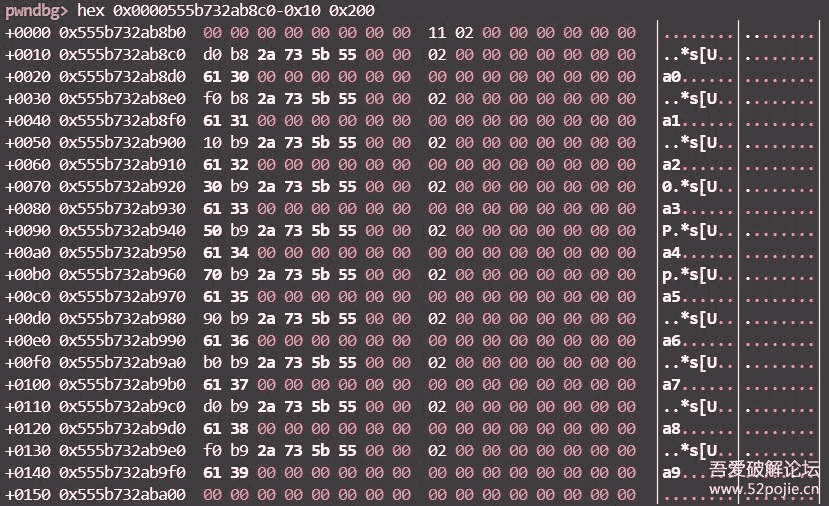 pwndbg> hex 0x0000555b732ab8c0-0x10 0x200
+0000 0x555b732ab8b0 00 00 00 00 00 00 00 00 11 02 00 00 00 00 00 00 |........|........|
+0010 0x555b732ab8c0 d0 b8 2a 73 5b 55 00 00 02 00 00 00 00 00 00 00 |..*s[U..|........|
+0020 0x555b732ab8d0 61 30 00 00 00 00 00 00 00 00 00 00 00 00 00 00 |a0......|........|
+0030 0x555b732ab8e0 f0 b8 2a 73 5b 55 00 00 02 00 00 00 00 00 00 00 |..*s[U..|........|
+0040 0x555b732ab8f0 61 31 00 00 00 00 00 00 00 00 00 00 00 00 00 00 |a1......|........|
+0050 0x555b732ab900 10 b9 2a 73 5b 55 00 00 02 00 00 00 00 00 00 00 |..*s[U..|........|
+0060 0x555b732ab910 61 32 00 00 00 00 00 00 00 00 00 00 00 00 00 00 |a2......|........|
+0070 0x555b732ab920 30 b9 2a 73 5b 55 00 00 02 00 00 00 00 00 00 00 |0.*s[U..|........|
+0080 0x555b732ab930 61 33 00 00 00 00 00 00 00 00 00 00 00 00 00 00 |a3......|........|
+0090 0x555b732ab940 50 b9 2a 73 5b 55 00 00 02 00 00 00 00 00 00 00 |P.*s[U..|........|
+00a0 0x555b732ab950 61 34 00 00 00 00 00 00 00 00 00 00 00 00 00 00 |a4......|........|
+00b0 0x555b732ab960 70 b9 2a 73 5b 55 00 00 02 00 00 00 00 00 00 00 |p.*s[U..|........|
+00c0 0x555b732ab970 61 35 00 00 00 00 00 00 00 00 00 00 00 00 00 00 |a5......|........|
+00d0 0x555b732ab980 90 b9 2a 73 5b 55 00 00 02 00 00 00 00 00 00 00 |..*s[U..|........|
+00e0 0x555b732ab990 61 36 00 00 00 00 00 00 00 00 00 00 00 00 00 00 |a6......|........|
+00f0 0x555b732ab9a0 b0 b9 2a 73 5b 55 00 00 02 00 00 00 00 00 00 00 |..*s[U..|........|
+0100 0x555b732ab9b0 61 37 00 00 00 00 00 00 00 00 00 00 00 00 00 00 |a7......|........|
+0110 0x555b732ab9c0 d0 b9 2a 73 5b 55 00 00 02 00 00 00 00 00 00 00 |..*s[U..|........|
+0120 0x555b732ab9d0 61 38 00 00 00 00 00 00 00 00 00 00 00 00 00 00 |a8......|........|
+0130 0x555b732ab9e0 f0 b9 2a 73 5b 55 00 00 02 00 00 00 00 00 00 00 |..*s[U..|........|
+0140 0x555b732ab9f0 61 39 00 00 00 00 00 00 00 00 00 00 00 00 00 00 |a9......|........|
+0150 0x555b732aba00 00 00 00 00 00 00 00 00 00 00 00 00 00 00 00 00 |........|........|
吾爱破解论坛
www.52pojie.cn